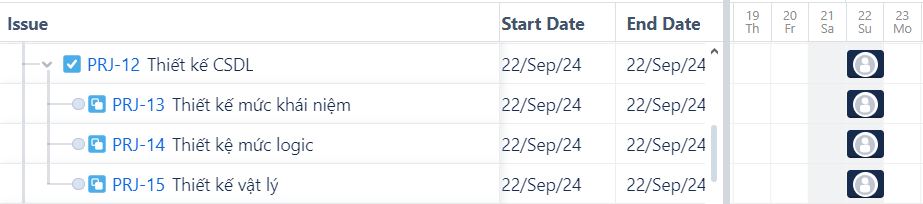 Issue Start Date End Date 19 20 21 22 23
Th Fr Sa Su Mo
PRJ-12 Thiết kế CSDL 22/Sep/24 22/Sep/24
PRJ-13 Thiết kế mức khái niệm 22/Sep/24 22/Sep/24
PRJ-14 Thiết kệ mức logic 22/Sep/24 22/Sep/24
PRJ-15 Thiết kế vật lý 22/Sep/24 22/Sep/24